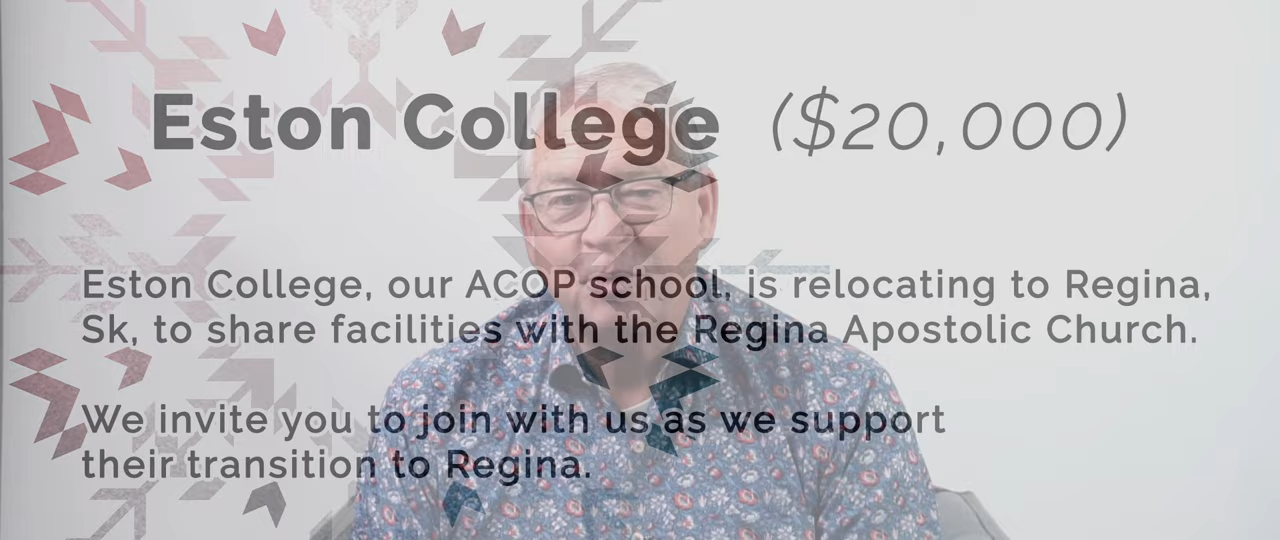 Eston College ($20,000)
Eston College, our ACOP school, is relocating to Regina,
Sk, to share facilities with the Regina Apostolic Church.
We invite you to join with us as we support
their transition to Regina.